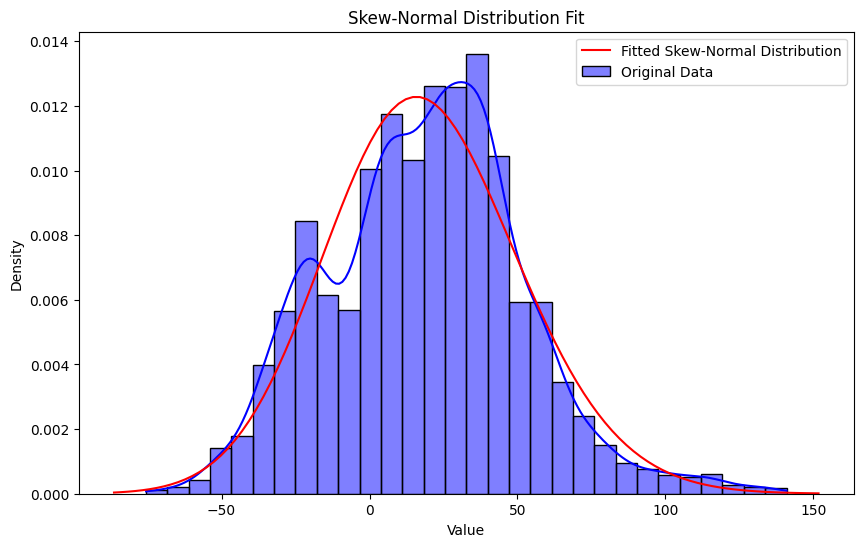 Skew-Normal Distribution Fit
Fitted Skew-Normal Distribution
Original Data
0.014
0.012
0.010
0.008
0.006
0.004
0.002
0.000
Density
−50
0
50
100
150
Value